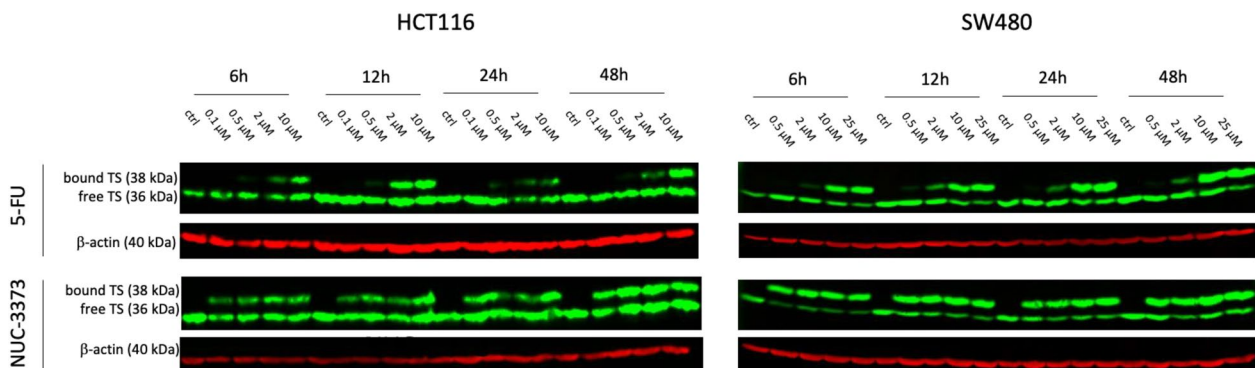 HCT116 SW480
6h 12h 24h 48h 6h 12h 24h 48h
ctrl 0.1 µM 0.5 µM 2 µM 10 µM ctrl 0.1 µM 0.5 µM 2 µM 10 µM ctrl 0.1 µM 0.5 µM 2 µM 10 µM ctrl 0.1 µM 0.5 µM 2 µM 10 µM ctrl 0.5 µM 2 µM 10 µM 25 µM ctrl 0.5 µM 2 µM 10 µM 25 µM ctrl 0.5 µM 2 µM 10 µM 25 µM ctrl 0.5 µM 2 µM 10 µM 25 µM
5-FU
bound TS (38 kDa)
free TS (36 kDa)
β-actin (40 kDa)
NUC-3373
bound TS (38 kDa)
free TS (36 kDa)
β-actin (40 kDa)